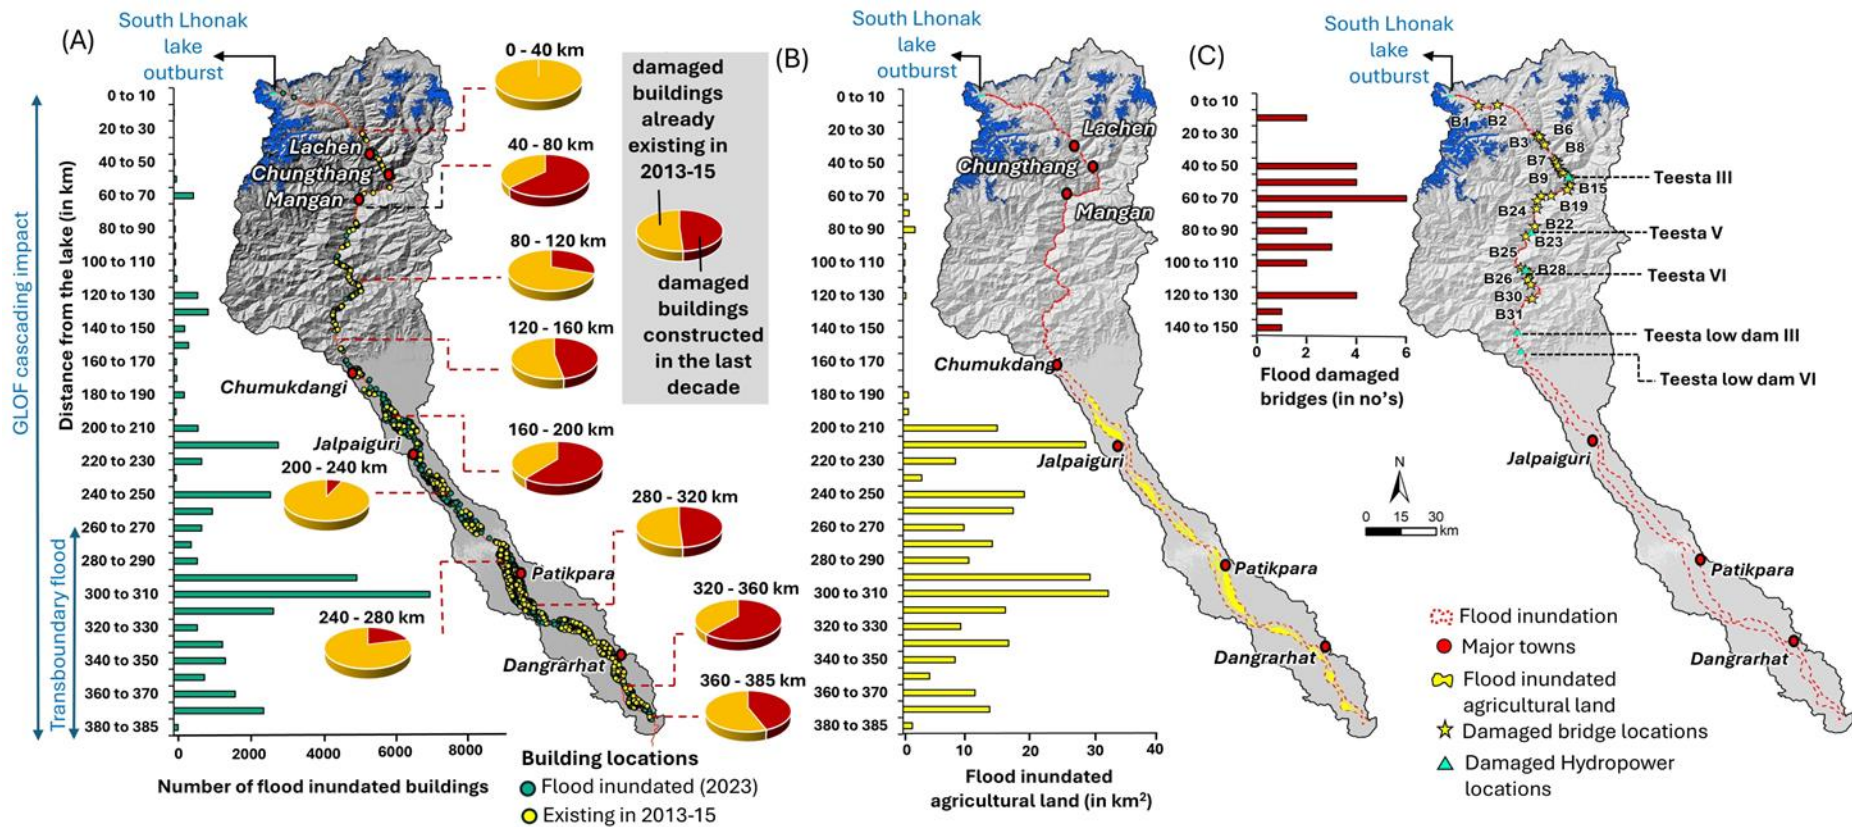 (A)
South Lhonak
lake
outburst
GLOF cascading impact
Transboundary flood
Distance from the lake (in km)
0 to 10
20 to 30
40 to 50
60 to 70
80 to 90
100 to 110
120 to 130
140 to 150
160 to 170
180 to 190
200 to 210
220 to 230
240 to 250
260 to 270
280 to 290
300 to 310
320 to 330
340 to 350
360 to 370
380 to 385
0
2000
4000
6000
8000
Number of flood inundated buildings
Lachen
Chungthang
Mangan
Chumukdangi
Jalpaiguri
Patikpara
Dangrarhat
0 - 40 km
40 - 80 km
80 - 120 km
120 - 160 km
160 - 200 km
200 - 240 km
240 - 280 km
280 - 320 km
320 - 360 km
360 - 385 km
damaged
buildings
already
existing in
2013-15
damaged
buildings
constructed
in the last
decade
Building locations
Flood inundated (2023)
Existing in 2013-15
(B)
South Lhonak
lake
outburst
0 to 10
20 to 30
40 to 50
60 to 70
80 to 90
100 to 110
120 to 130
140 to 150
160 to 170
180 to 190
200 to 210
220 to 230
240 to 250
260 to 270
280 to 290
300 to 310
320 to 330
340 to 350
360 to 370
380 to 385
0
10
20
30
40
Flood inundated
agricultural land (in km²)
Lachen
Chungthang
Mangan
Chumukdang
Jalpaiguri
Patikpara
Dangrarhat
(C)
South Lhonak
lake
outburst
0 to 10
20 to 30
40 to 50
60 to 70
80 to 90
100 to 110
120 to 130
140 to 150
0
2
4
6
Flood damaged
bridges (in no's)
B1
B2
B3
B6
B8
B7
B9
B15
B19
B24
B22
B23
B25
B28
B26
B30
B31
Teesta III
Teesta V
Teesta VI
Teesta low dam III
Teesta low dam VI
Jalpaiguri
Patikpara
Dangrarhat
N
0
15
30
km
Flood inundation
Major towns
Flood inundated
agricultural land
Damaged bridge locations
Damaged Hydropower
locations